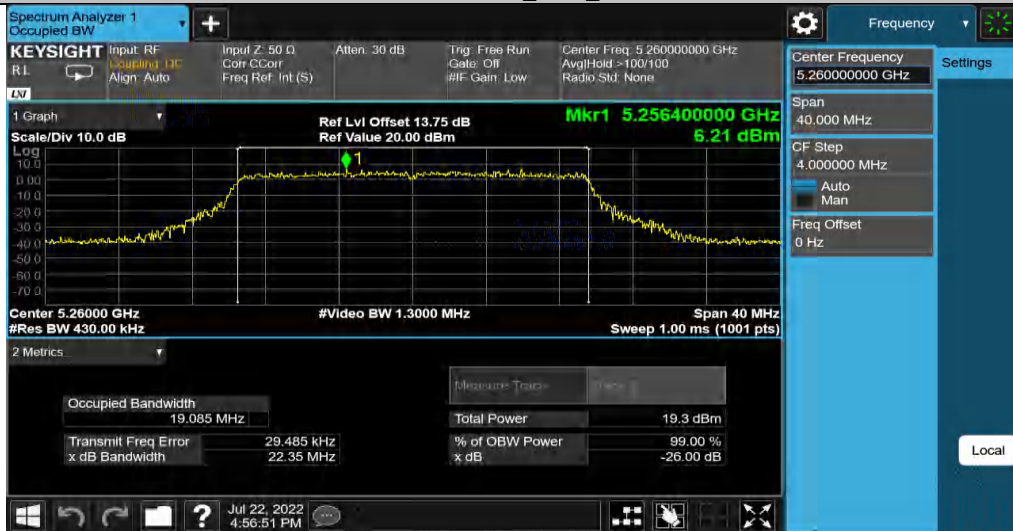 Spectrum Analyzer 1
Occupied BW
Frequency
KEYSIGHT
RL
LXI
Input: RF
Coupling: DC
Align: Auto
Input Z: 50 Ω
Corr CCorr
Freq Ref: Int (S)
Atten: 30 dB
Trig: Free Run
Gate: Off
#IF Gain: Low
Center Freq: 5.260000000 GHz
Avg|Hold:>100/100
Radio Std: None
1 Graph
Scale/Div 10.0 dB
Ref Lvl Offset 13.75 dB
Ref Value 20.00 dBm
Mkr1 5.256400000 GHz
6.21 dBm
Log
10.0
0.00
-10.0
-20.0
-30.0
-40.0
-50.0
-60.0
-70.0
1
Center 5.26000 GHz
#Res BW 430.00 kHz
#Video BW 1.3000 MHz
Span 40 MHz
Sweep 1.00 ms (1001 pts)
2 Metrics
Measure Trace
Occupied Bandwidth
19.085 MHz
Transmit Freq Error 29.485 kHz
x dB Bandwidth 22.35 MHz
Total Power 19.3 dBm
% of OBW Power 99.00 %
x dB -26.00 dB
Center Frequency
5.260000000 GHz
Span
40.000 MHz
CF Step
4.000000 MHz
Auto
Man
Freq Offset
0 Hz
Settings
Local
?
Jul 22, 2022
4:56:51 PM